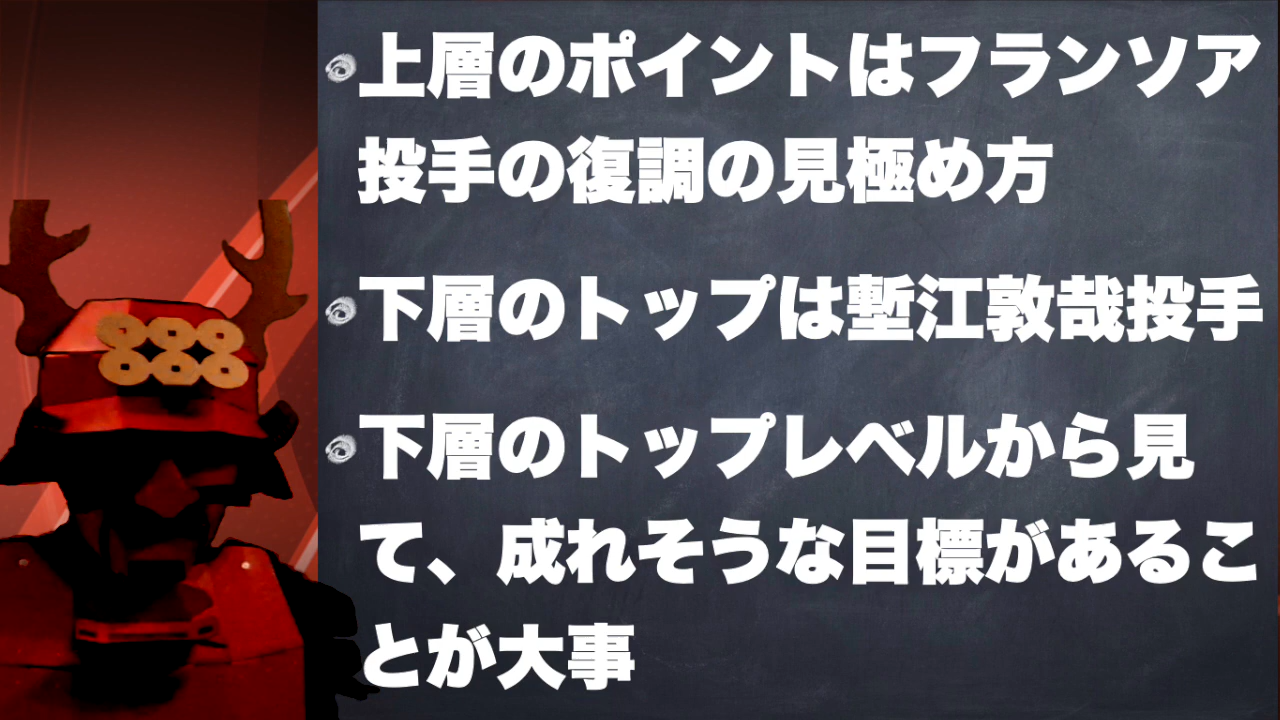 上層のポイントはフランソア
投手の復調の見極め方
下層のトップは塹江敦哉投手
下層のトップレベルから見
て、成れそうな目標があるこ
とが大事